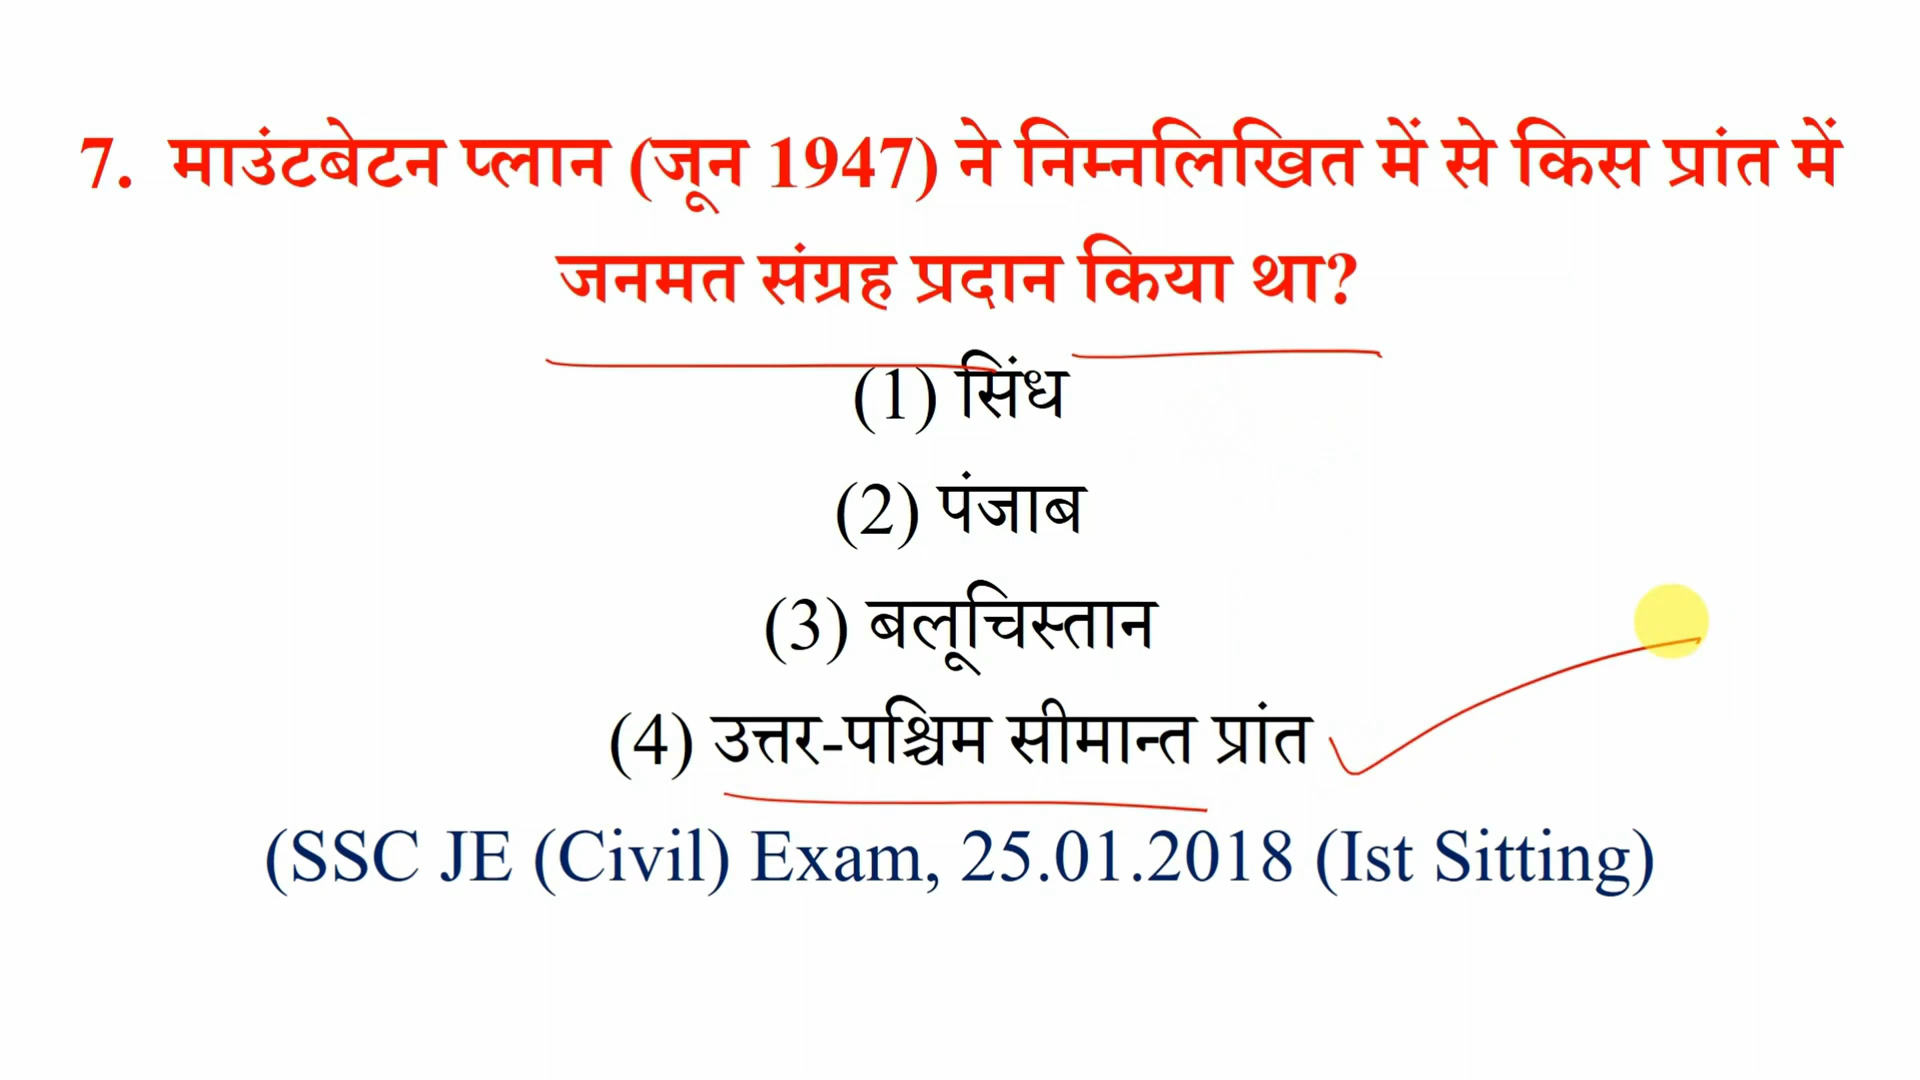 7. माउंटबेटन प्लान (जून 1947) ने निम्नलिखित में से किस प्रांत में
जनमत संग्रह प्रदान किया था?
(1) सिंध
(2) पंजाब
(3) बलूचिस्तान
(4) उत्तर-पश्चिम सीमान्त प्रांत
(SSC JE (Civil) Exam, 25.01.2018 (Ist Sitting)